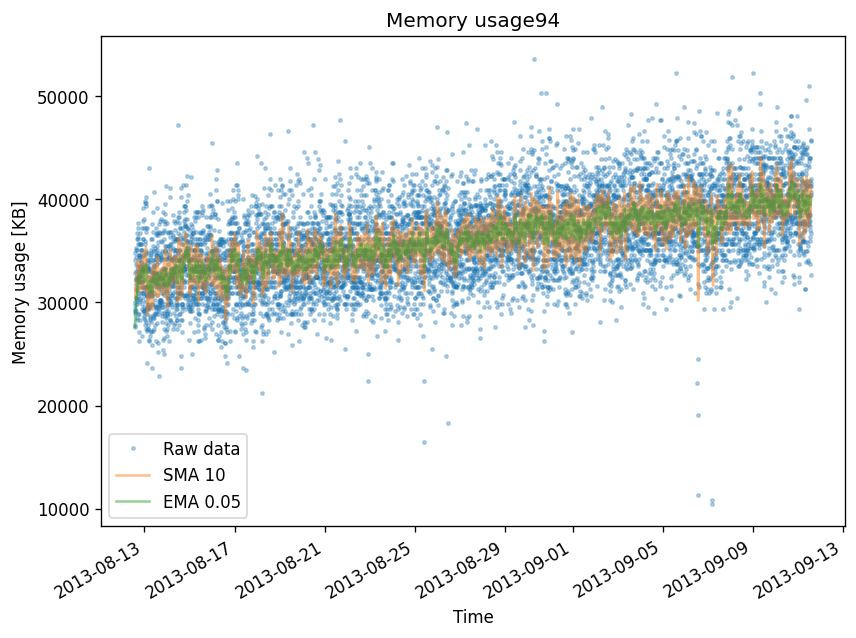 Memory usage94
Memory usage [KB]
50000
40000
30000
20000
10000
Raw data
SMA 10
EMA 0.05
2013-08-13
2013-08-17
2013-08-21
2013-08-25
2013-08-29
2013-09-01
2013-09-05
2013-09-09
2013-09-13
Time